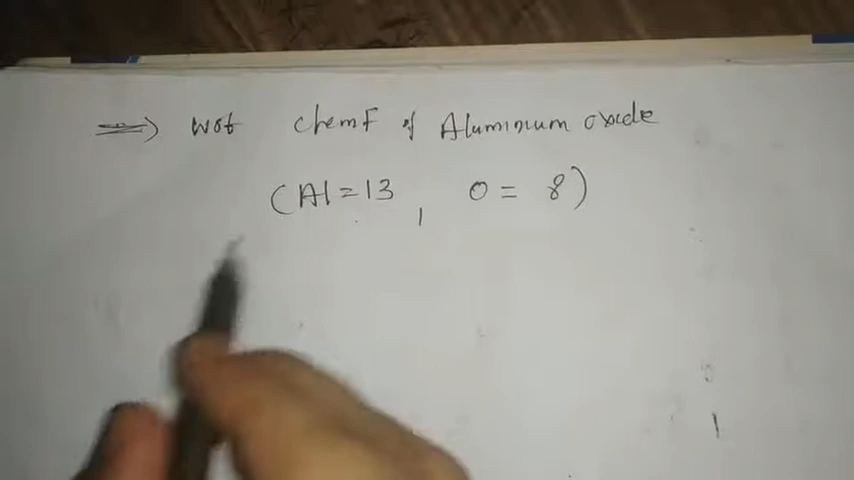 => Wot chemF of Aluminium oxide
(Al = 13 , O = 8)